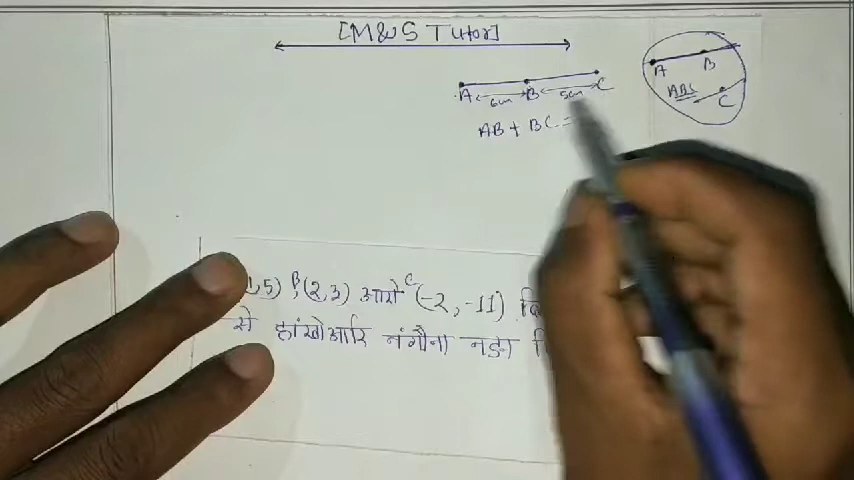 [M&S Tutor]
A B C
6cm 5cm
AB + BC =
A B
ABC
C
,5) B(2,3) आरो C(-2,-11)
से हांखोआरि नंगौना नङा